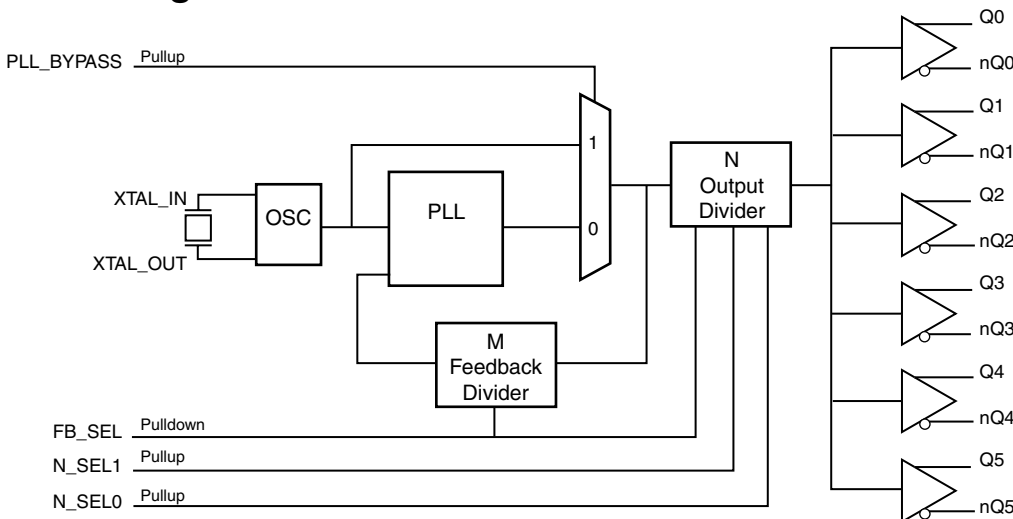 PLL_BYPASS Pullup
XTAL_IN
XTAL_OUT
OSC
PLL
1
0
N
Output
Divider
M
Feedback
Divider
FB_SEL Pulldown
N_SEL1 Pullup
N_SEL0 Pullup
Q0
nQ0
Q1
nQ1
Q2
nQ2
Q3
nQ3
Q4
nQ4
Q5
nQ5